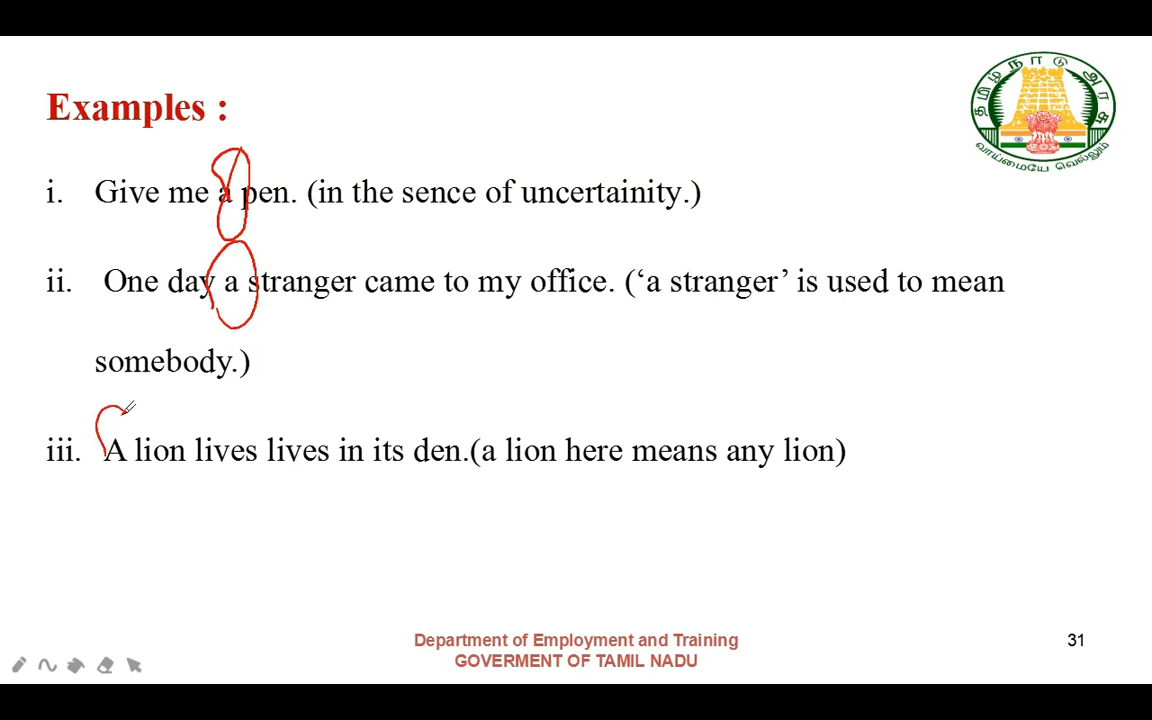 Examples :
i. Give me a pen. (in the sence of uncertainity.)
ii. One day a stranger came to my office. (‘a stranger’ is used to mean
somebody.)
iii. A lion lives lives in its den.(a lion here means any lion)
தமிழ்நாடு அரசு
வாய்மையே வெல்லும்
Department of Employment and Training
GOVERMENT OF TAMIL NADU
31